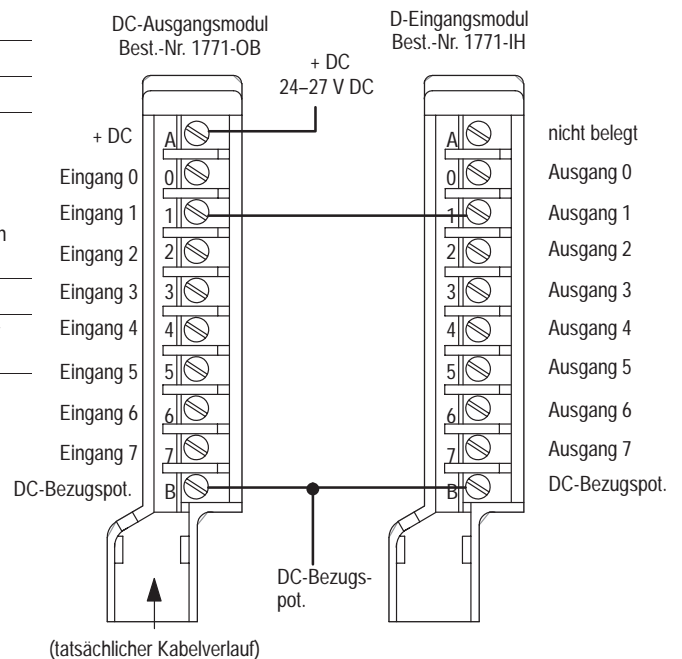 DC-Ausgangsmodul
Best.-Nr. 1771-OB
D-Eingangsmodul
Best.-Nr. 1771-IH
+ DC
24–27 V DC
+ DC
A
A
nicht belegt
Eingang 0
0
0
Ausgang 0
Eingang 1
1
1
Ausgang 1
Eingang 2
2
2
Ausgang 2
Eingang 3
3
3
Ausgang 3
Eingang 4
4
4
Ausgang 4
Eingang 5
5
5
Ausgang 5
Eingang 6
6
6
Ausgang 6
Eingang 7
7
7
Ausgang 7
DC-Bezugspot.
B
B
DC-Bezugspot.
DC-Bezugs-
pot.
(tatsächlicher Kabelverlauf)